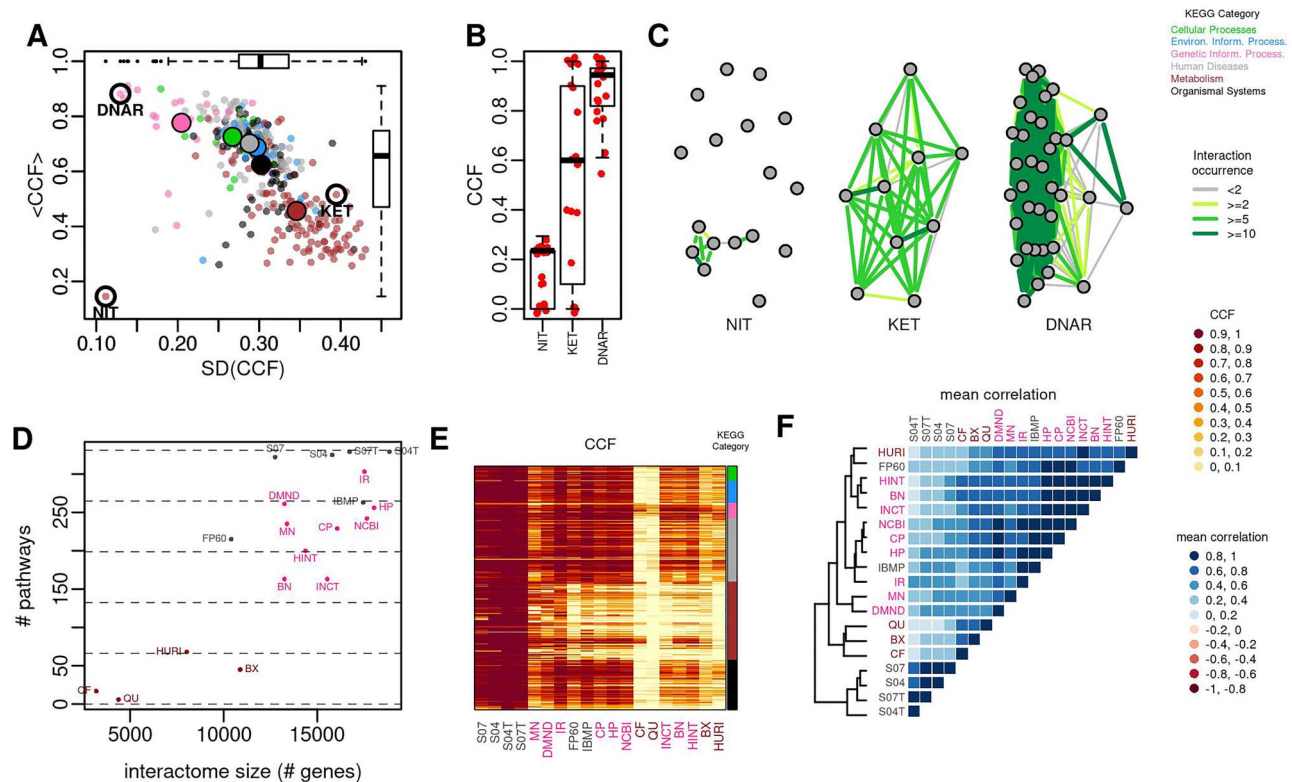 A
1.0
0.8
0.6
0.4
0.2
<CCF>
DNAR
KET
NIT
0.10
0.20
0.30
0.40
SD(CCF)
B
1.0
0.8
0.6
0.4
0.2
0.0
CCF
NIT
KET
DNAR
C
NIT
KET
DNAR
KEGG Category
Cellular Processes
Environ. Inform. Process.
Genetic Inform. Process.
Human Diseases
Metabolism
Organismal Systems
Interaction
occurrence
<2
>=2
>=5
>=10
CCF
0.9, 1
0.8, 0.9
0.7, 0.8
0.6, 0.7
0.5, 0.6
0.4, 0.5
0.3, 0.4
0.2, 0.3
0.1, 0.2
0, 0.1
D
# pathways
250
150
50
0
S07
S04
S07T
S04T
IR
DMND
IBMP
HP
MN
CP
NCBI
FP60
HINT
BN
INCT
HURI
BX
CF
QU
5000
10000
15000
interactome size (# genes)
E
CCF
KEGG
Category
S07
S04
S04T
S07T
MN
DMND
IR
FP60
IBMP
CP
HP
NCBI
CF
QU
INCT
BN
HINT
BX
HURI
F
mean correlation
S04T
S07T
S04
S07
CF
BX
QU
DMND
MN
IR
IBMP
HP
CP
NCBI
INCT
BN
HINT
FP60
HURI
HURI
FP60
HINT
BN
INCT
NCBI
CP
HP
IBMP
IR
MN
DMND
QU
BX
CF
S07
S04
S07T
S04T
mean correlation
0.8, 1
0.6, 0.8
0.4, 0.6
0.2, 0.4
0, 0.2
-0.2, 0
-0.4, -0.2
-0.6, -0.4
-0.8, -0.6
-1, -0.8